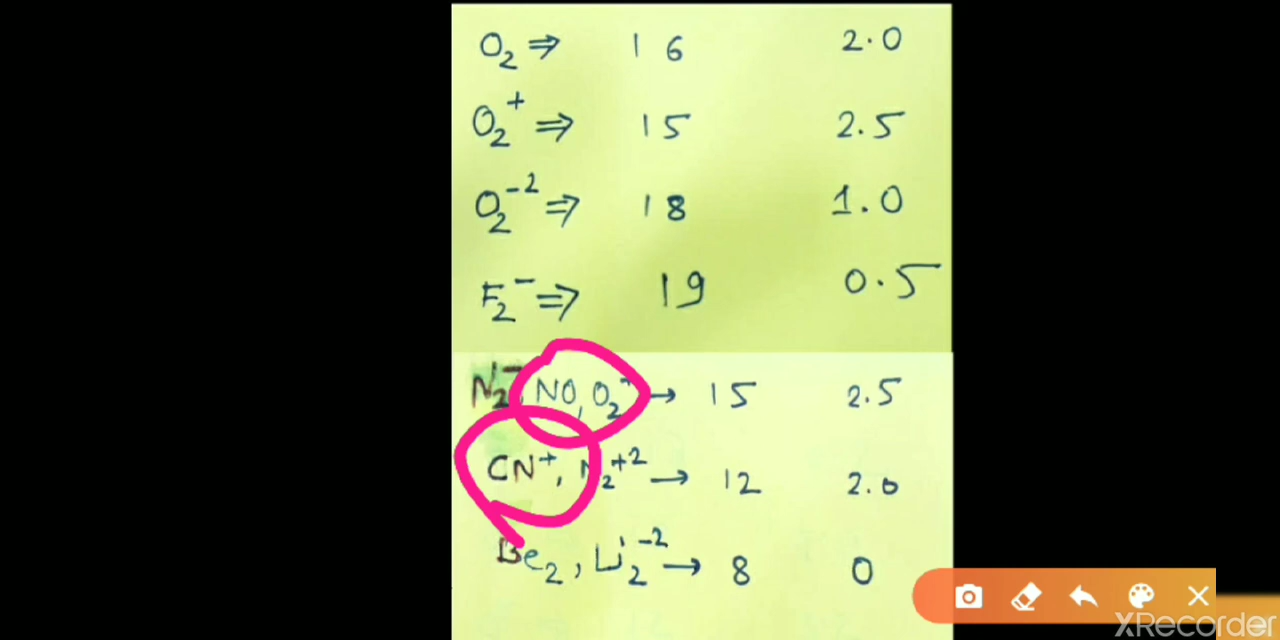 O₂ ⇒ 16 2.0
O₂⁺ ⇒ 15 2.5
O₂⁻² ⇒ 18 1.0
F₂⁻ ⇒ 19 0.5
N₂⁻, NO, O₂⁺ → 15 2.5
CN⁺, N₂⁺² → 12 2.0
Be₂, Li₂⁻² → 8 0
XRecorder